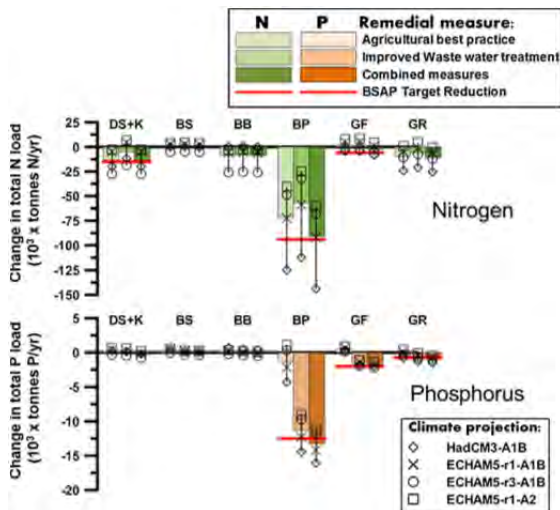 N P Remedial measure:
Agricultural best practice
Improved Waste water treatment
Combined measures
BSAP Target Reduction
DS+K BS BB BP GF GR
25
0
-25
-50
-75
-100
-125
-150
Change in total N load
(10³ x tonnes N/yr)
Nitrogen
DS+K BS BB BP GF GR
5
0
-5
-10
-15
-20
Change in total P load
(10³ x tonnes P/yr)
Phosphorus
Climate projection:
HadCM3-A1B
ECHAM5-r1-A1B
ECHAM5-r3-A1B
ECHAM5-r1-A2